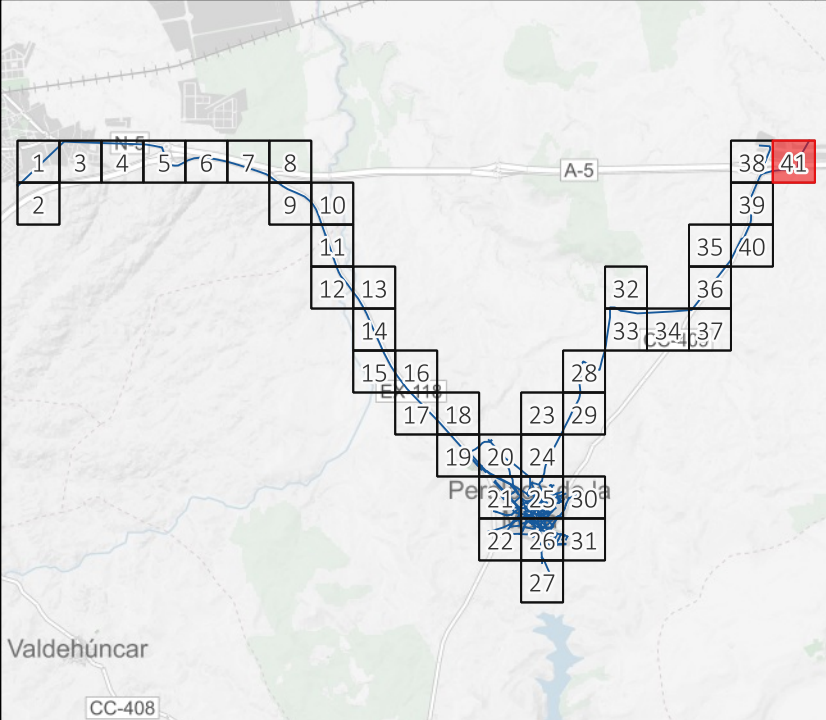 N-5
1 3 4 5 6 7 8 38 41
A-5
2 9 10 39
11 35 40
12 13 32 36
14 33 34 37
15 16 28
EX-118
17 18 23 29
19 20 24
de la
21 25 30
22 26 31
27
Valdehúncar
CC-408